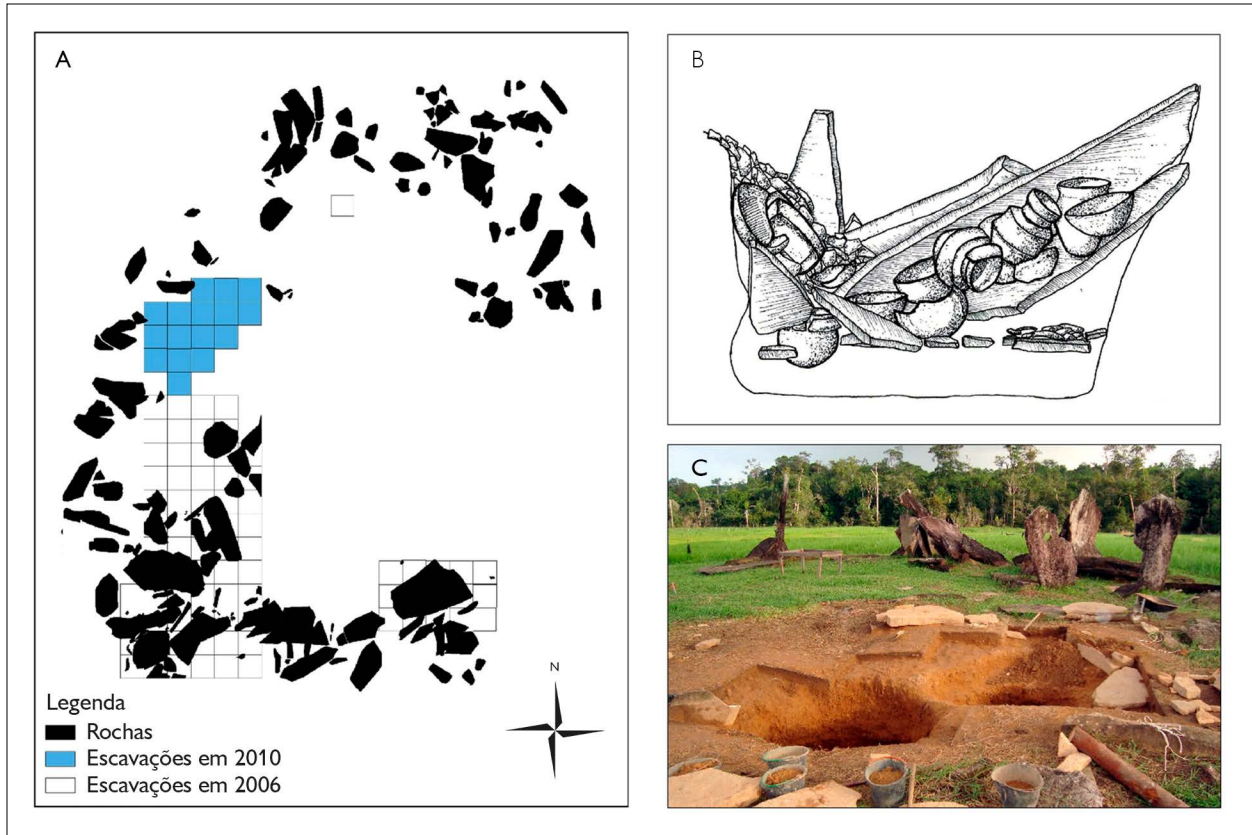 A
B
C
N
Legenda
Rochas
Escavações em 2010
Escavações em 2006